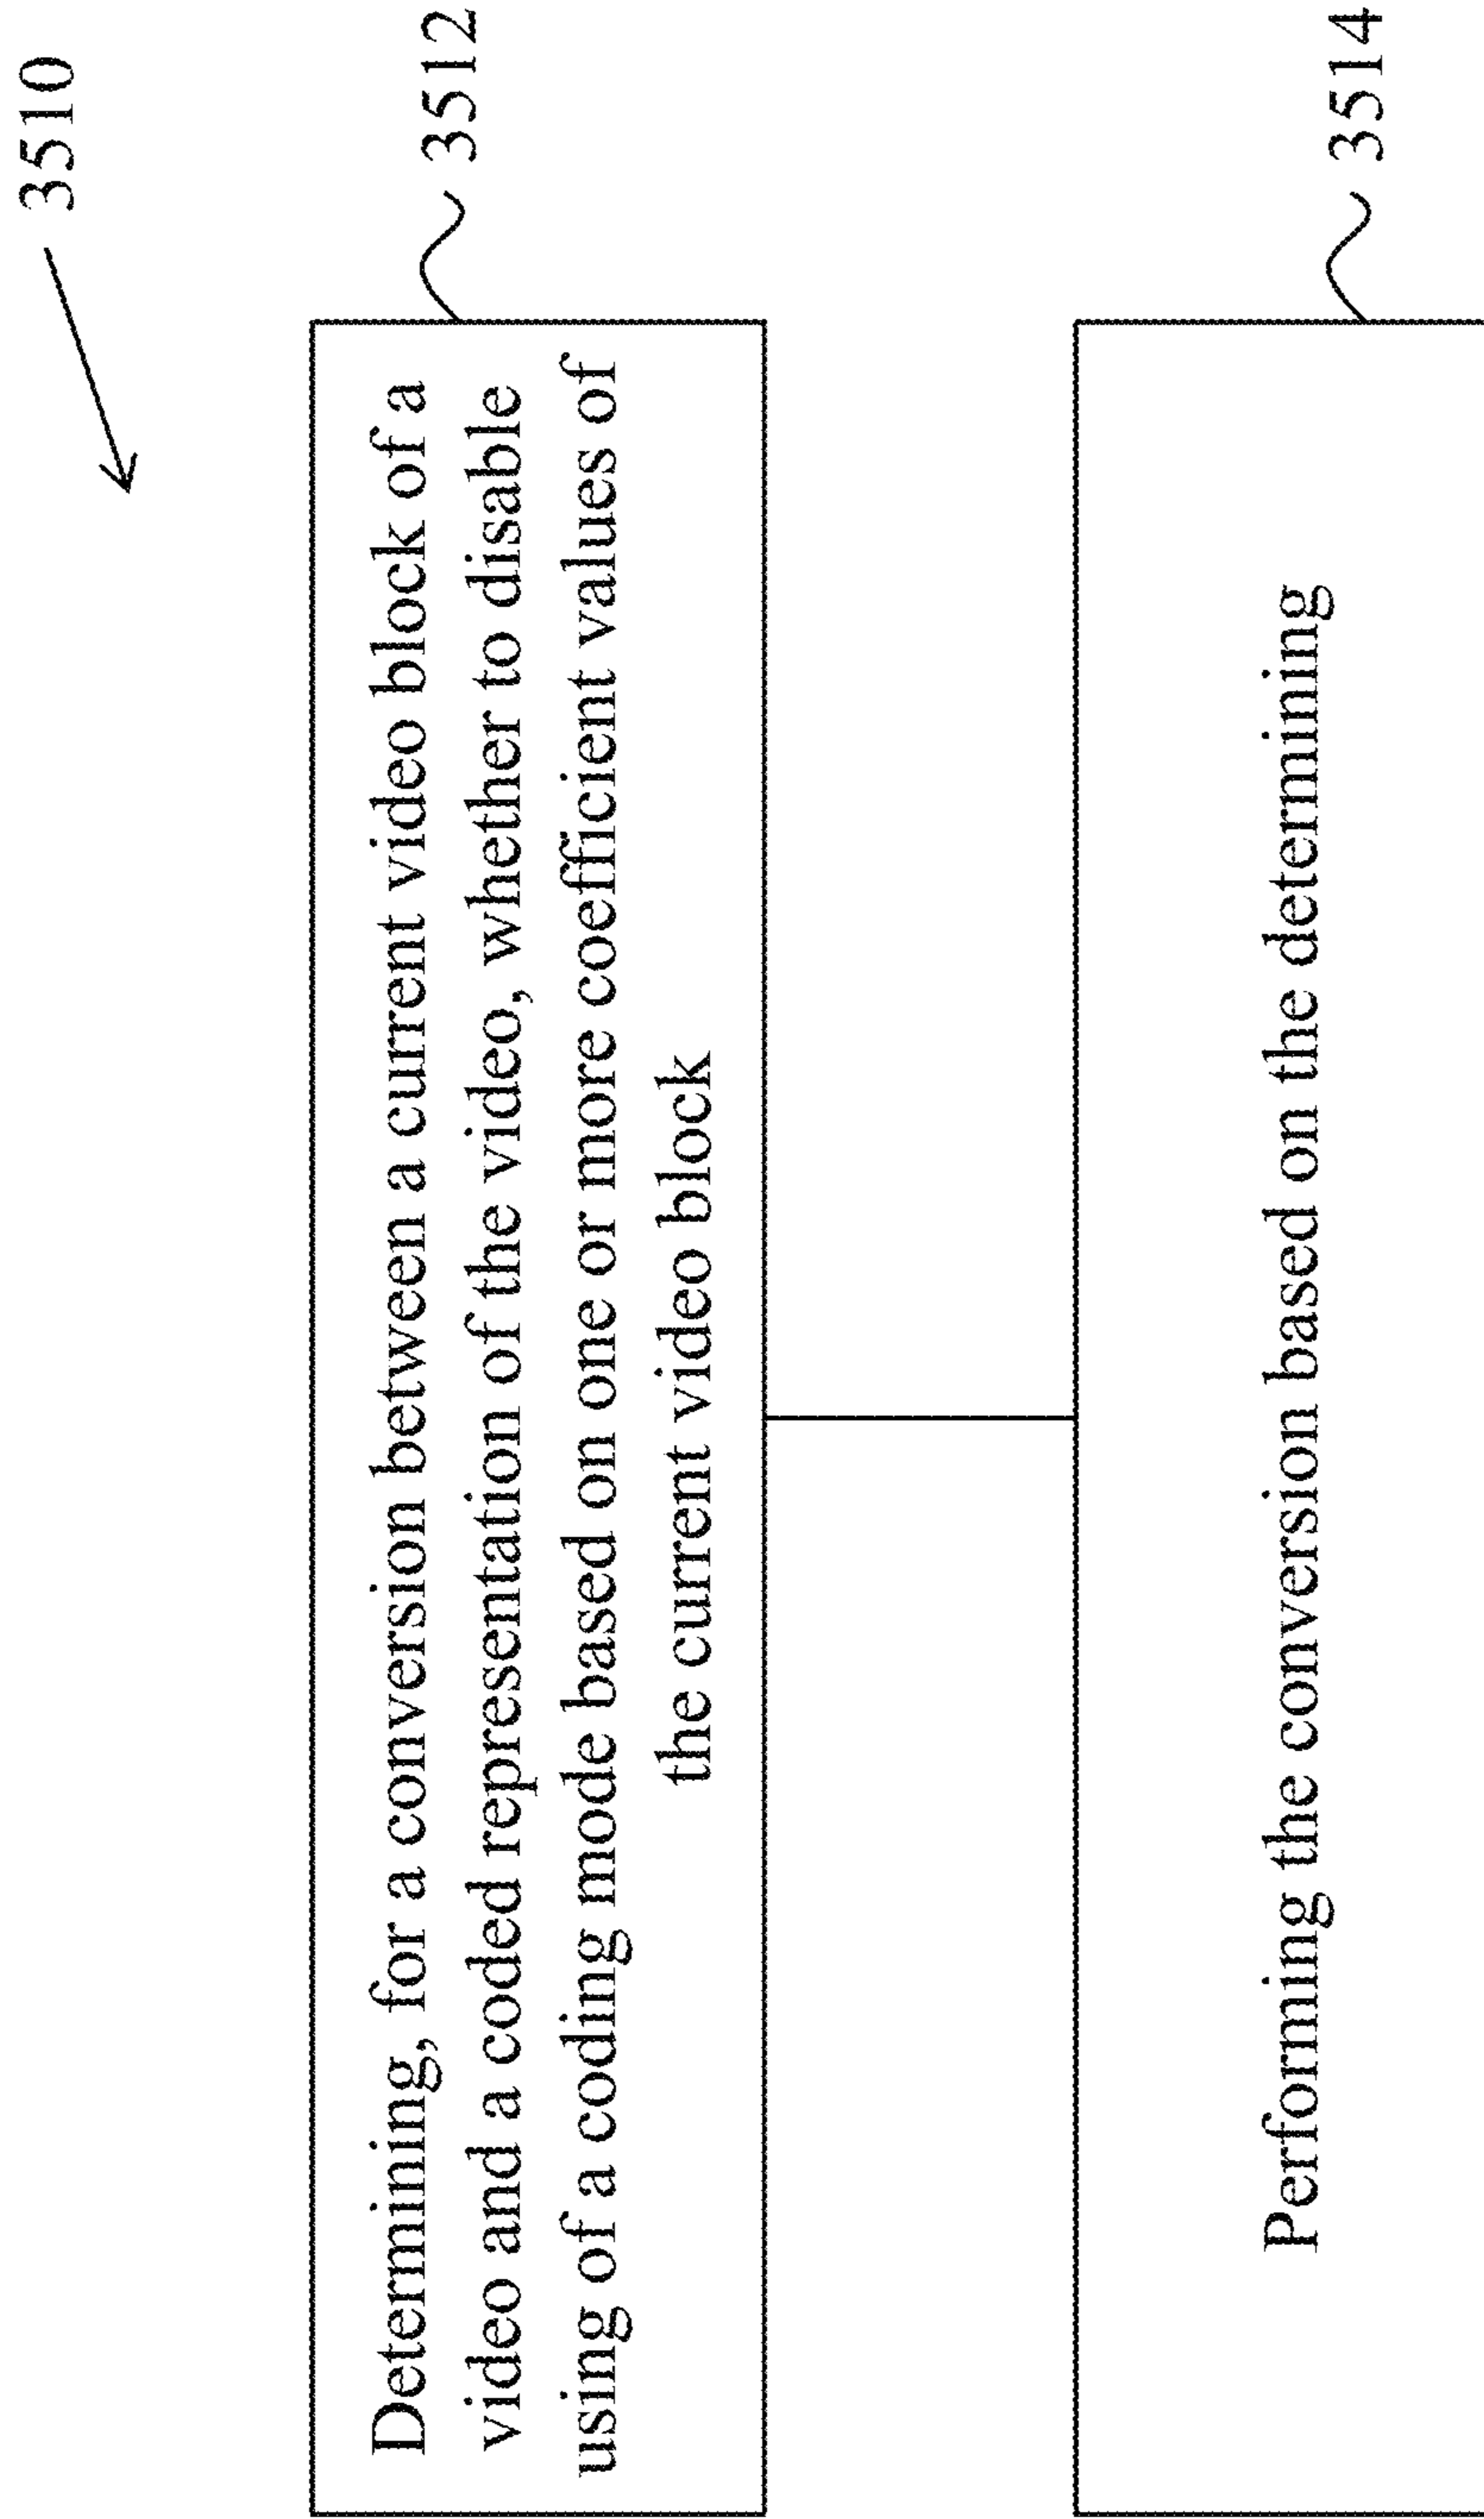 3510
Determining, for a conversion between a current video block of a
video and a coded representation of the video, whether to disable
using of a coding mode based on one or more coefficient values of
the current video block
3512
Performing the conversion based on the determining
3514